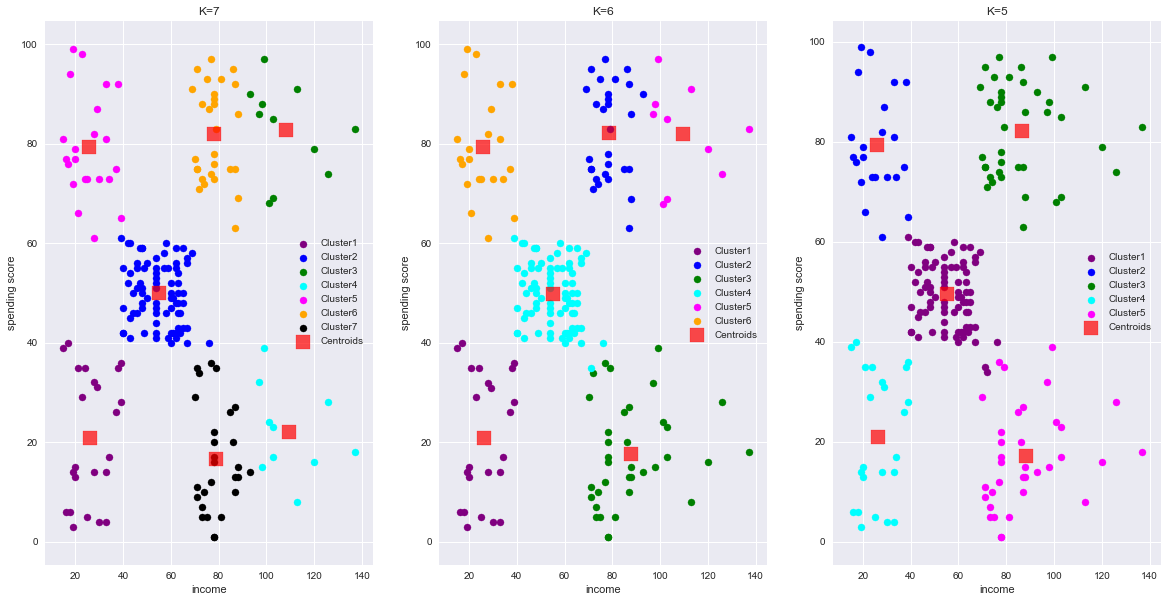 K=7
100
80
60
40
20
0
spending score
Cluster1
Cluster2
Cluster3
Cluster4
Cluster5
Cluster6
Cluster7
Centroids
20 40 60 80 100 120 140
income
K=6
100
80
60
40
20
0
spending score
Cluster1
Cluster2
Cluster3
Cluster4
Cluster5
Cluster6
Centroids
20 40 60 80 100 120 140
income
K=5
100
80
60
40
20
0
spending score
Cluster1
Cluster2
Cluster3
Cluster4
Cluster5
Centroids
20 40 60 80 100 120 140
income